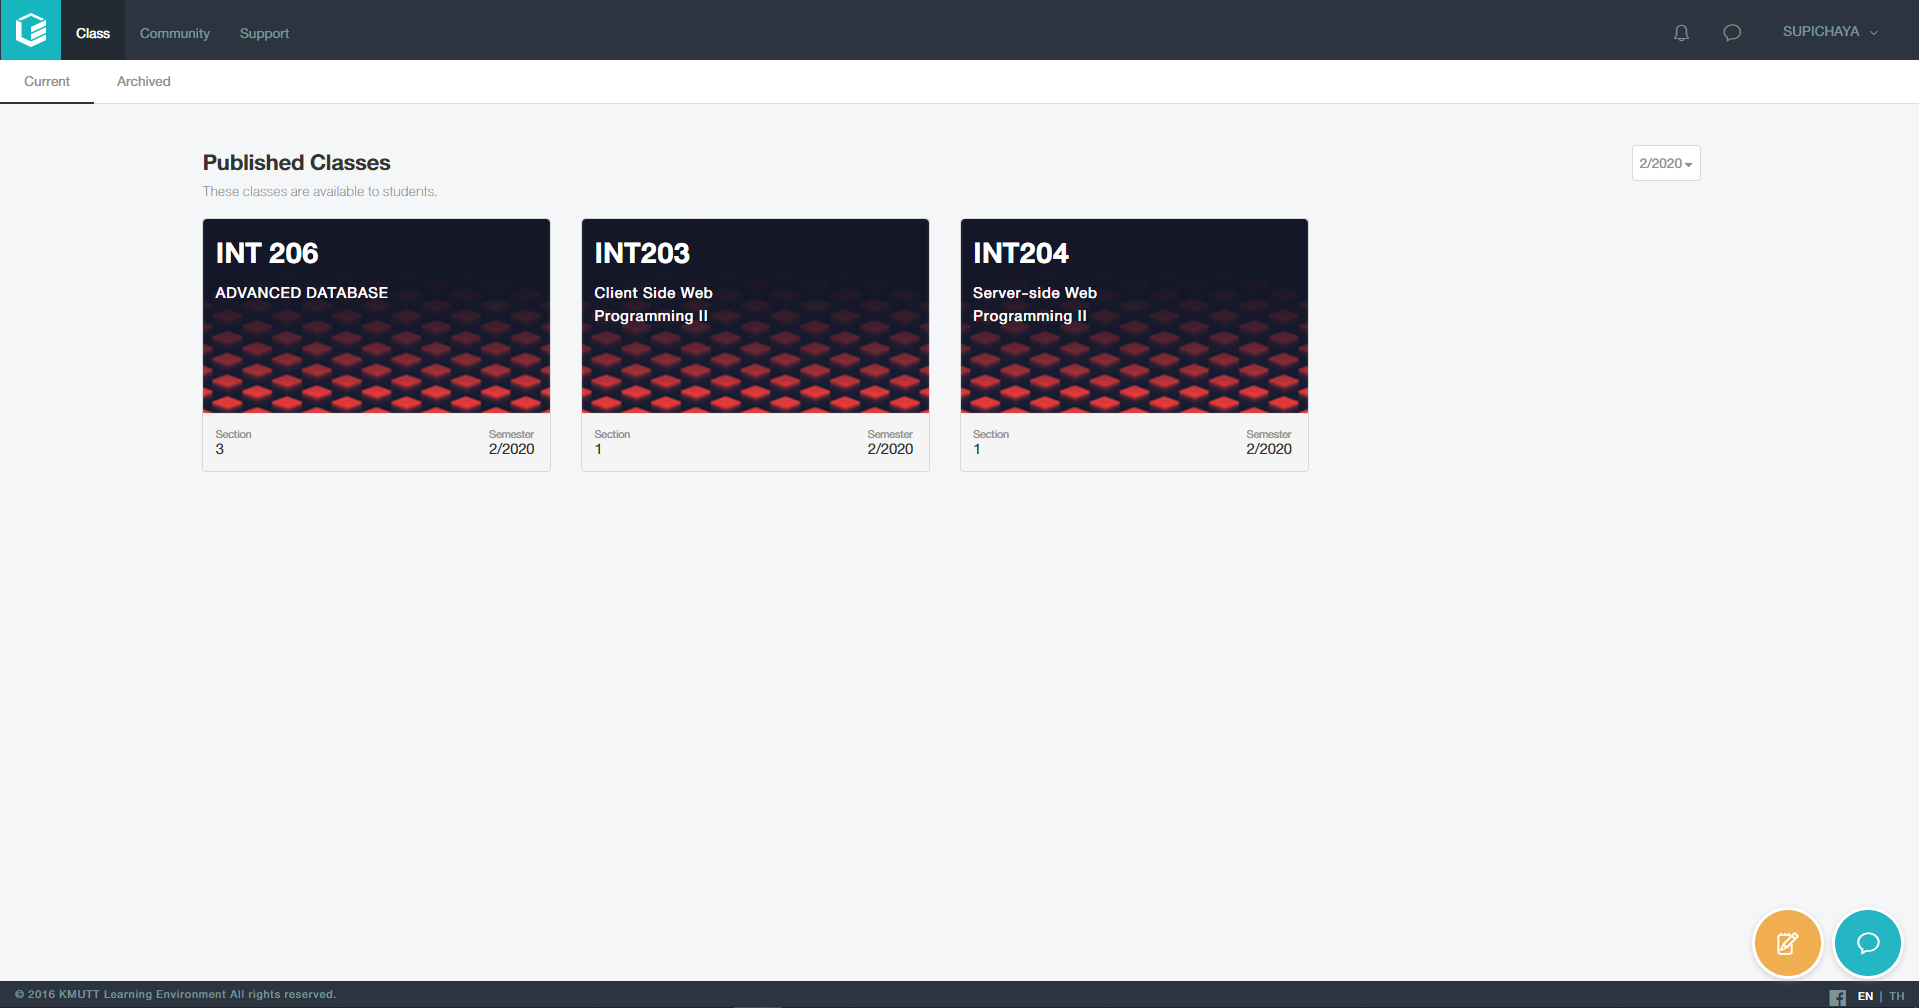 Class
Community
Support
SUPICHAYA
Current
Archived
Published Classes
2/2020
These classes are available to students.
INT 206
ADVANCED DATABASE
Section
3
Semester
2/2020
INT203
Client Side Web
Programming II
Section
1
Semester
2/2020
INT204
Server-side Web
Programming II
Section
1
Semester
2/2020
© 2016 KMUTT Learning Environment All rights reserved.
EN | TH